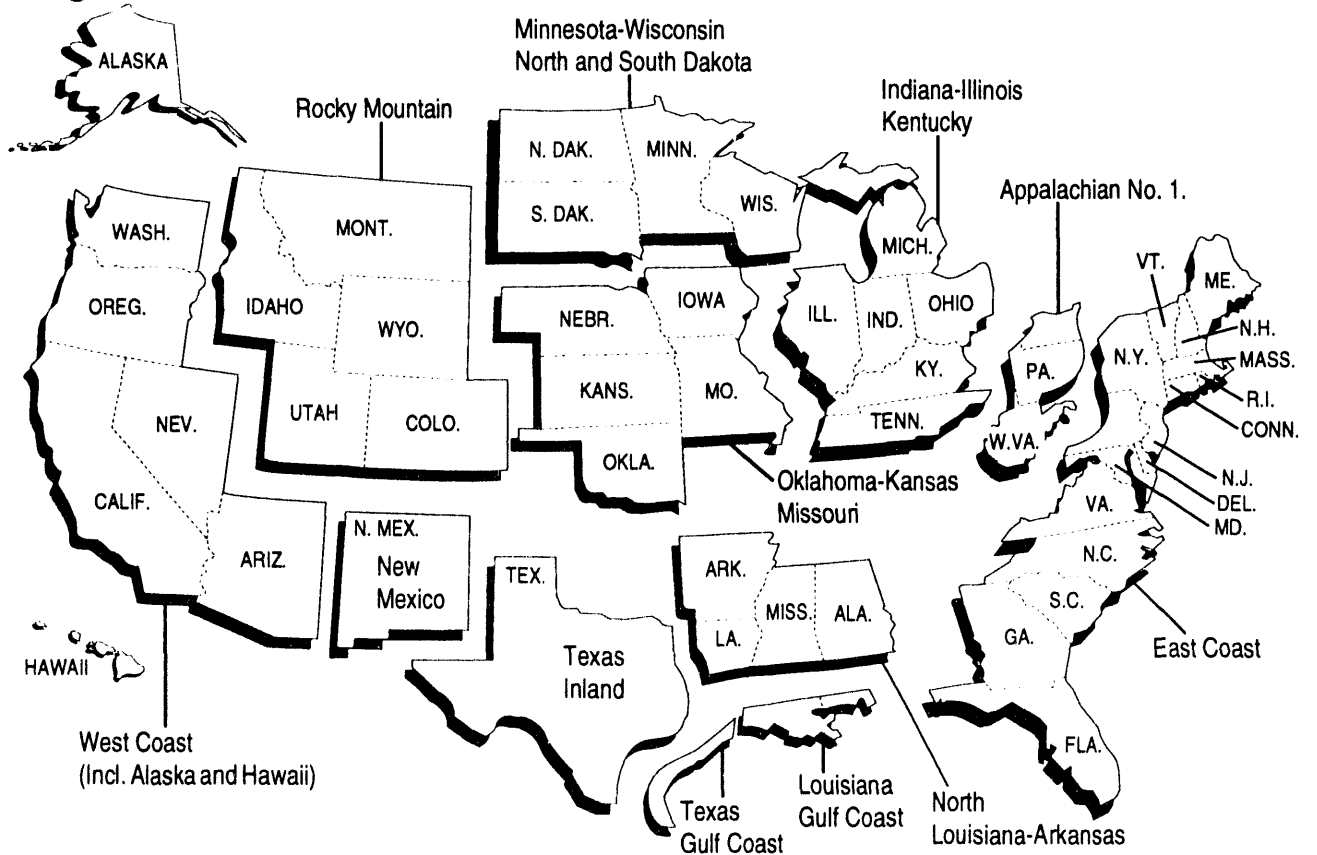 ALASKA
Minnesota-Wisconsin
North and South Dakota
Rocky Mountain
Indiana-Illinois
Kentucky
Appalachian No. 1.
N. DAK.
MINN.
S. DAK.
WIS.
WASH.
MONT.
MICH.
VT.
ME.
OREG.
IDAHO
WYO.
NEBR.
IOWA
ILL.
IND.
OHIO
N.H.
N.Y.
MASS.
KY.
PA.
KANS.
MO.
R.I.
UTAH
COLO.
NEV.
TENN.
CONN.
W.VA.
OKLA.
Oklahoma-Kansas
Missouri
N.J.
DEL.
MD.
CALIF.
VA.
N. MEX.
New
Mexico
ARIZ.
TEX.
ARK.
N.C.
MISS.
ALA.
S.C.
LA.
GA.
East Coast
HAWAII
Texas
Inland
West Coast
(Incl. Alaska and Hawaii)
FLA.
Texas
Gulf Coast
Louisiana
Gulf Coast
North
Louisiana-Arkansas